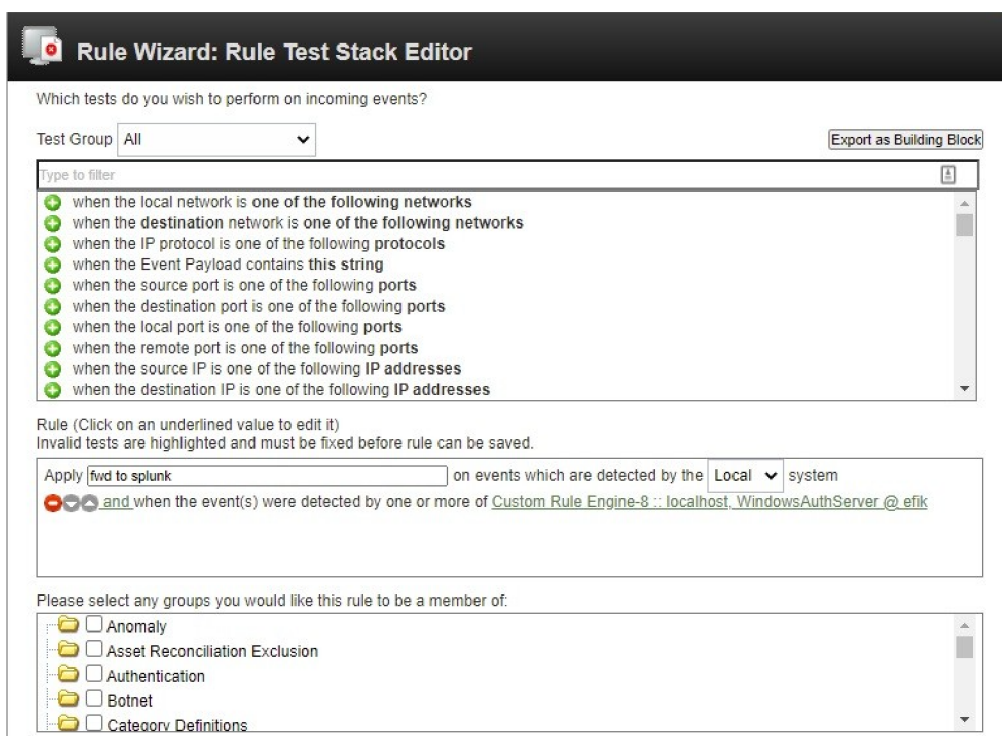 Rule Wizard: Rule Test Stack Editor
Which tests do you wish to perform on incoming events?
Test Group All Export as Building Block
Type to filter
when the local network is one of the following networks
when the destination network is one of the following networks
when the IP protocol is one of the following protocols
when the Event Payload contains this string
when the source port is one of the following ports
when the destination port is one of the following ports
when the local port is one of the following ports
when the remote port is one of the following ports
when the source IP is one of the following IP addresses
when the destination IP is one of the following IP addresses
Rule (Click on an underlined value to edit it)
Invalid tests are highlighted and must be fixed before rule can be saved.
Apply fwd to splunk on events which are detected by the Local system
and when the event(s) were detected by one or more of Custom Rule Engine-8 :: localhost, WindowsAuthServer @ efik
Please select any groups you would like this rule to be a member of:
Anomaly
Asset Reconciliation Exclusion
Authentication
Botnet
Category Definitions